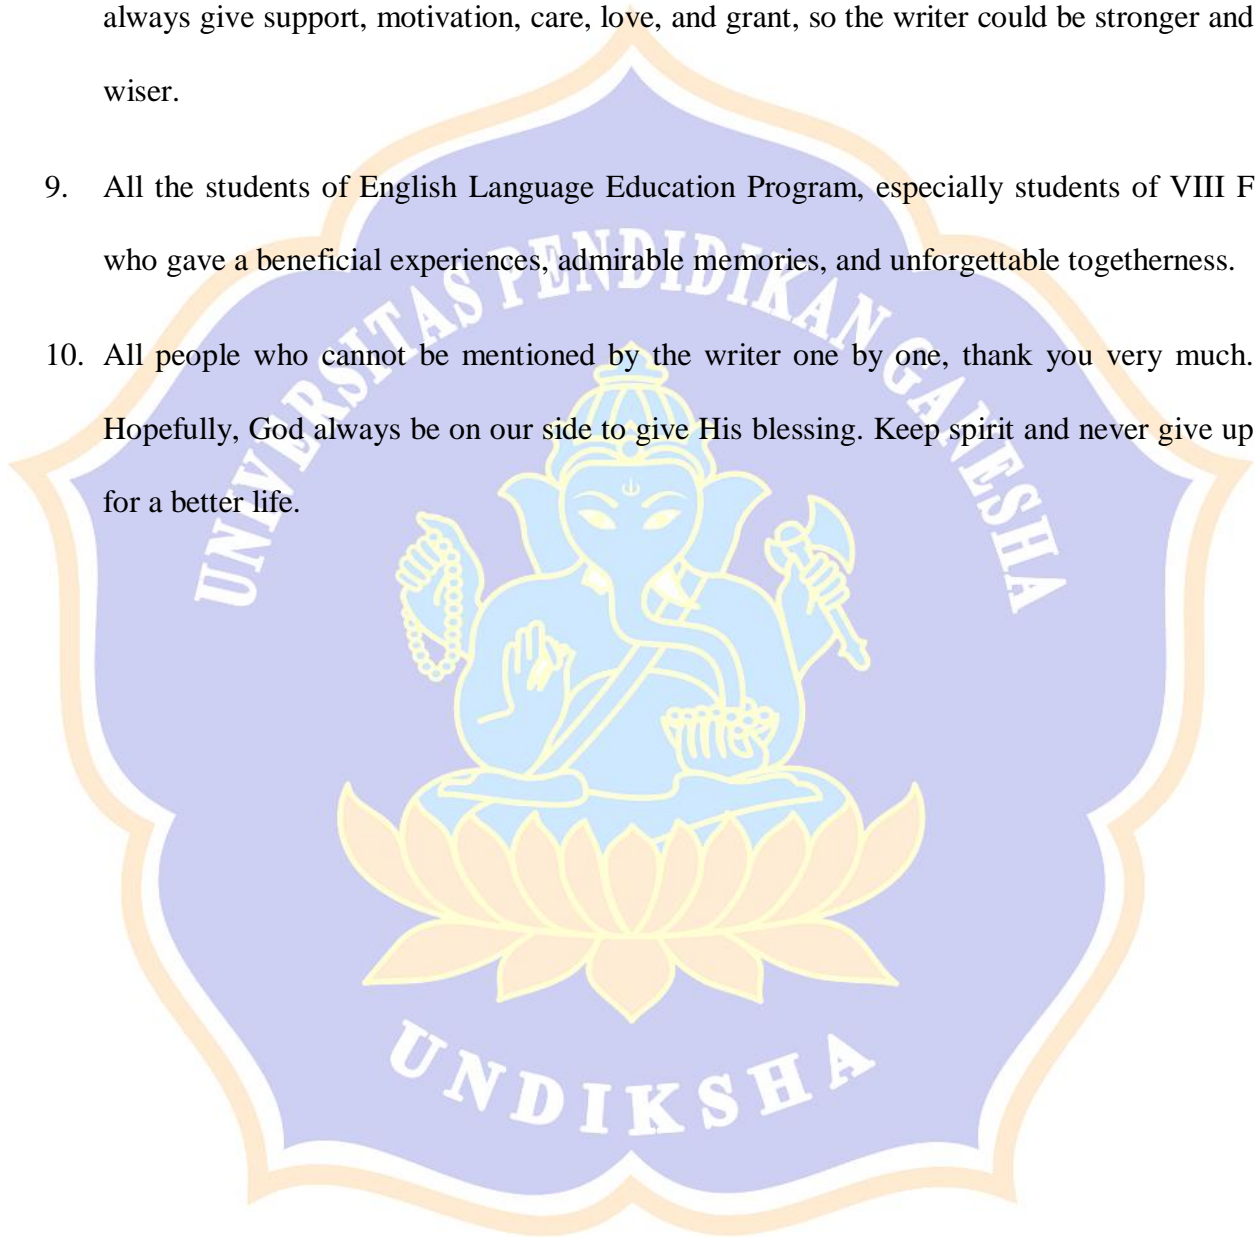 always give support, motivation, care, love, and grant, so the writer could be stronger and
wiser.
9. All the students of English Language Education Program, especially students of VIII F
who gave a beneficial experiences, admirable memories, and unforgettable togetherness.
10. All people who cannot be mentioned by the writer one by one, thank you very much.
Hopefully, God always be on our side to give His blessing. Keep spirit and never give up
for a better life.
UNIVERSITAS PENDIDIKAN GANESHA
UNDIKSHA